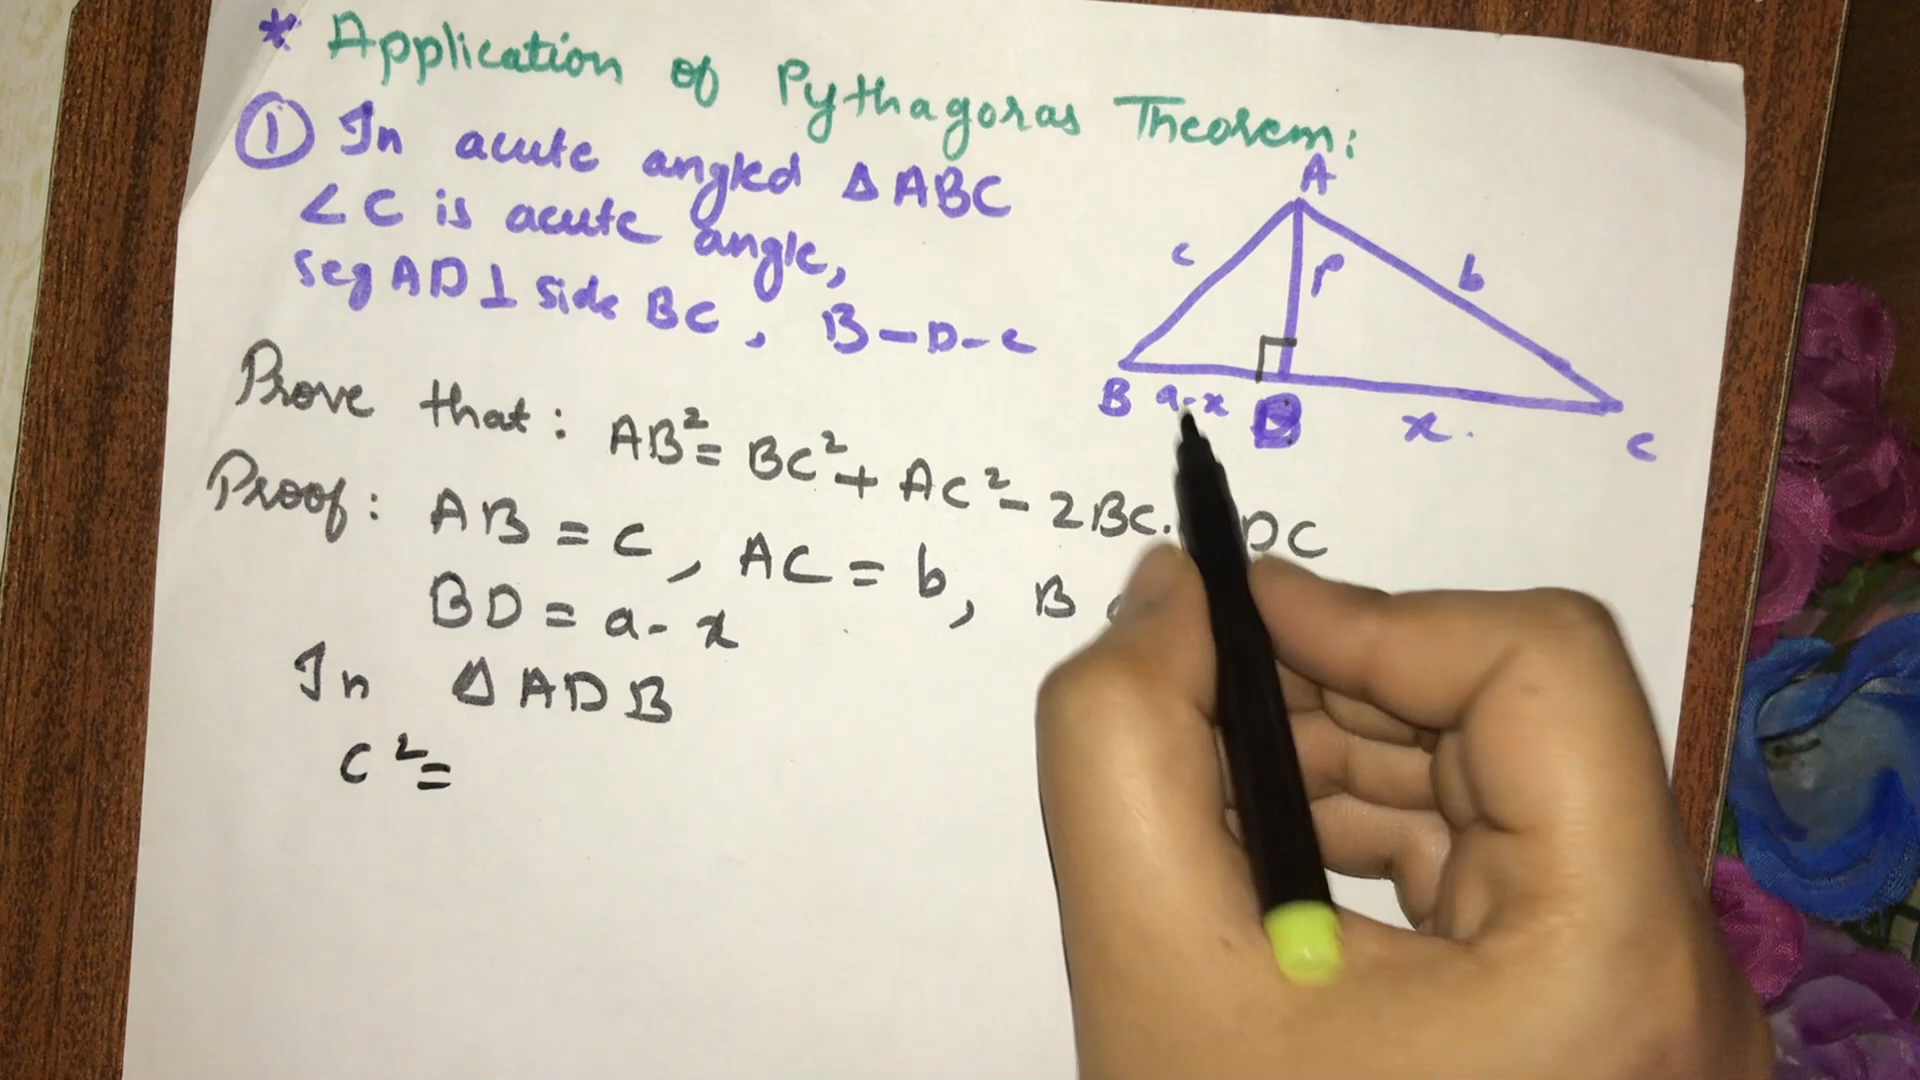 * Application of Pythagoras Theorem:
① In acute angled △ABC
∠C is acute angle,
seg AD ⊥ side BC, B-D-C
A
c
p
b
B a-x D x. C
Prove that: AB²= BC²+ AC²- 2BC. DC
Proof: AB = c, AC = b, B
BD = a-x
In △ADB
c²=